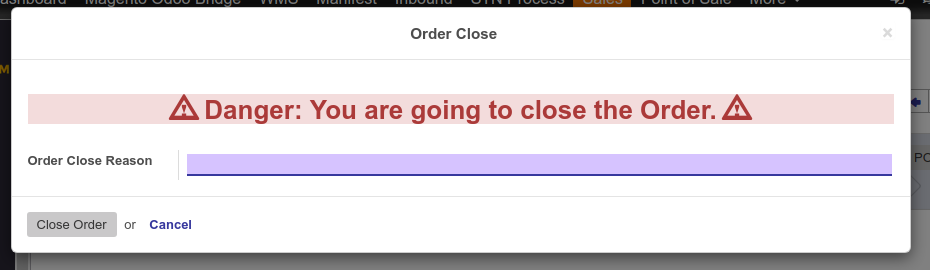 Magento Odoo Bridge WMS Manifest Inbound STN Process Sales Point of Sale More
Order Close ×
Danger: You are going to close the Order.
Order Close Reason
Close Order or Cancel